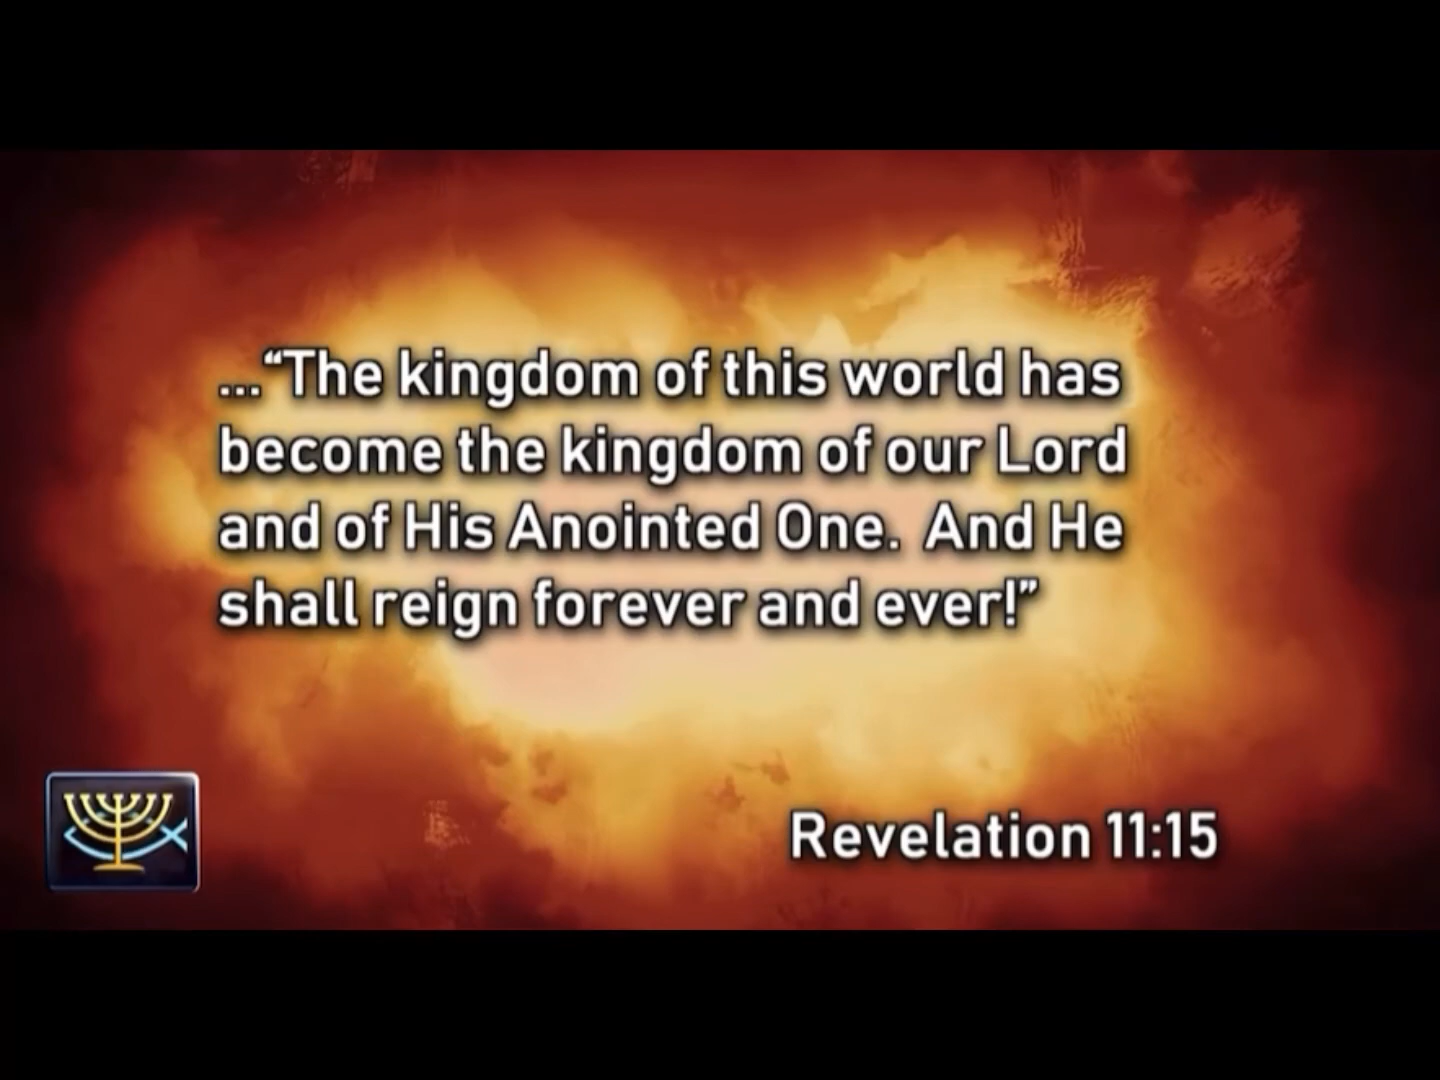 ..."The kingdom of this world has
become the kingdom of our Lord
and of His Anointed One.  And He
shall reign forever and ever!"
Revelation 11:15